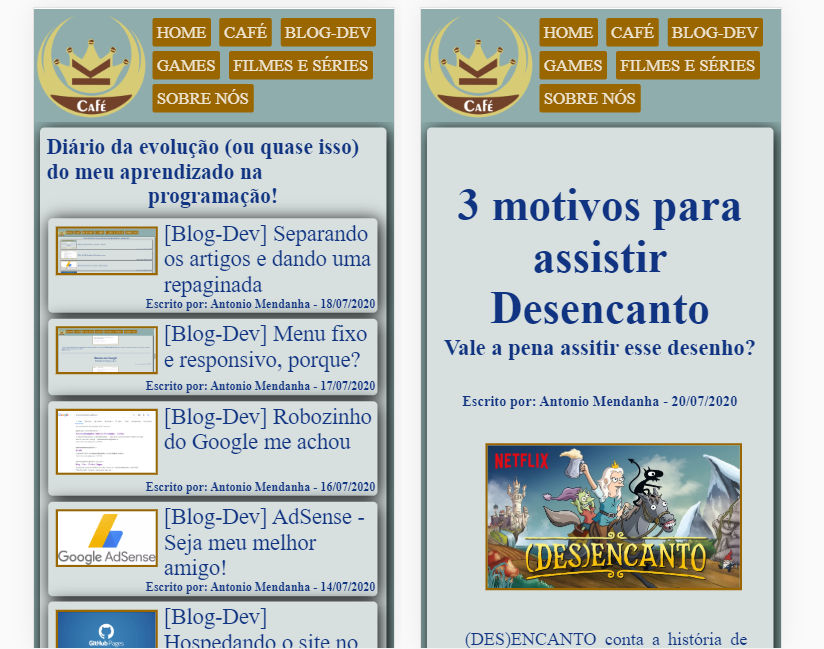 Café
HOME CAFÉ BLOG-DEV
GAMES FILMES E SÉRIES
SOBRE NÓS
Diário da evolução (ou quase isso)
do meu aprendizado na
programação!
[Blog-Dev] Separando
os artigos e dando uma
repaginada
Escrito por: Antonio Mendanha - 18/07/2020
[Blog-Dev] Menu fixo
e responsivo, porque?
Escrito por: Antonio Mendanha - 17/07/2020
[Blog-Dev] Robozinho
do Google me achou
Escrito por: Antonio Mendanha - 16/07/2020
Google AdSense
[Blog-Dev] AdSense -
Seja meu melhor
amigo!
Escrito por: Antonio Mendanha - 14/07/2020
GitHub Pages
[Blog-Dev]
Hospedando o site no
Café
HOME CAFÉ BLOG-DEV
GAMES FILMES E SÉRIES
SOBRE NÓS
3 motivos para
assistir
Desencanto
Vale a pena assitir esse desenho?
Escrito por: Antonio Mendanha - 20/07/2020
NETFLIX
(DES)ENCANTO
(DES)ENCANTO conta a história de